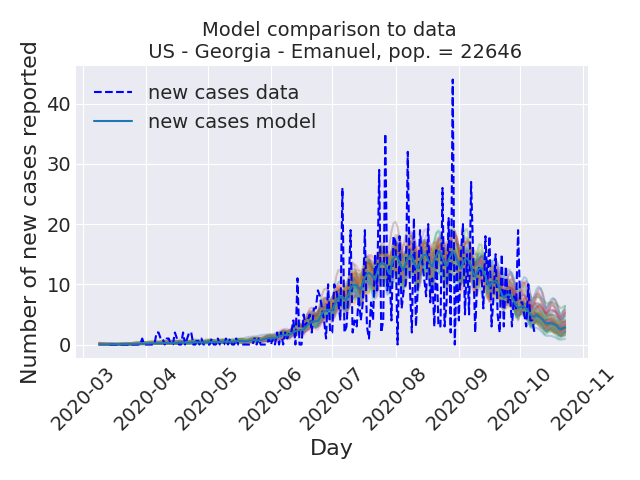 Model comparison to data
US - Georgia - Emanuel, pop. = 22646
Number of new cases reported
new cases data
new cases model
40
30
20
10
0
2020-03
2020-04
2020-05
2020-06
2020-07
2020-08
2020-09
2020-10
2020-11
Day